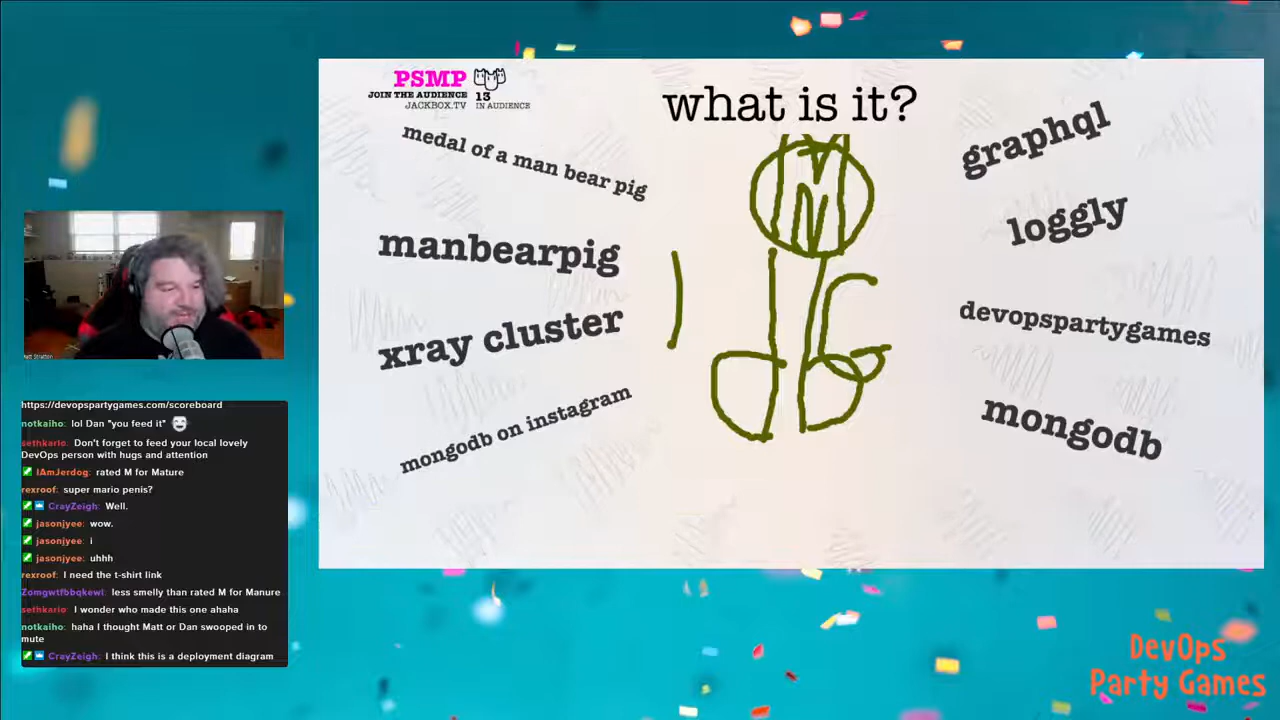 PSMP
JOIN THE AUDIENCE
JACKBOX.TV
13
IN AUDIENCE
what is it?
medal of a man bear pig
manbearpig
xray cluster
mongodb on instagram
graphql
loggly
devopspartygames
mongodb
M
N
db
Matt Stratton
https://devopspartygames.com/scoreboard
notkaiho: lol Dan "you feed it"
sethkario: Don't forget to feed your local lovely
DevOps person with hugs and attention
IAmJerdog: rated M for Mature
rexroof: super mario penis?
CrayZeigh: Well.
jasonjyee: wow.
jasonjyee: i
jasonjyee: uhhh
rexroof: I need the t-shirt link
Zomgwtfbbqkewl: less smelly than rated M for Manure
sethkario: I wonder who made this one ahaha
notkaiho: haha I thought Matt or Dan swooped in to
mute
CrayZeigh: I think this is a deployment diagram
DevOps
Party Games